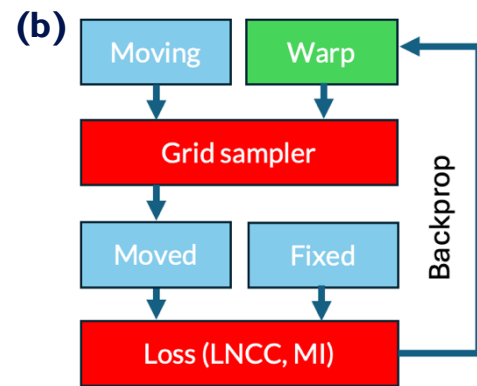 (b)
Moving
Warp
Grid sampler
Moved
Fixed
Backprop
Loss (LNCC, MI)